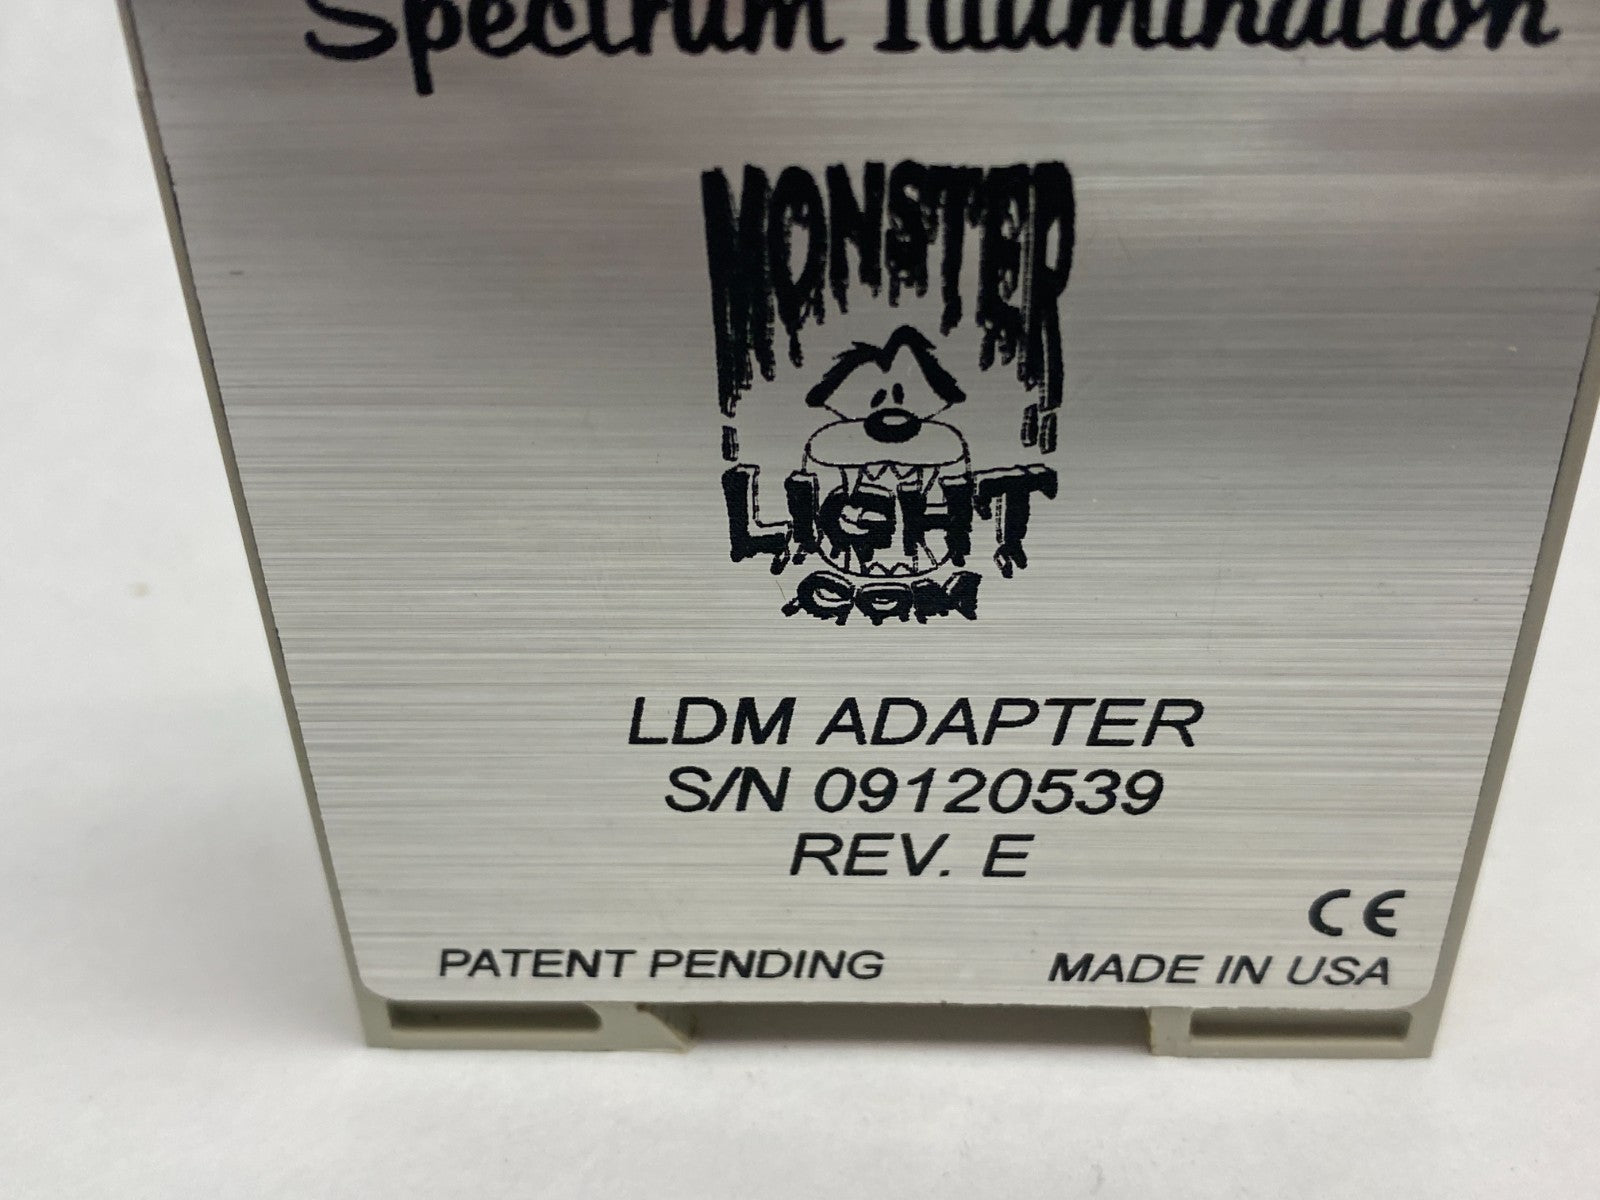 Spectrum Illumination
MONSTER
LIGHT
.COM
LDM ADAPTER
S/N 09120539
REV. E
CE
PATENT PENDING
MADE IN USA